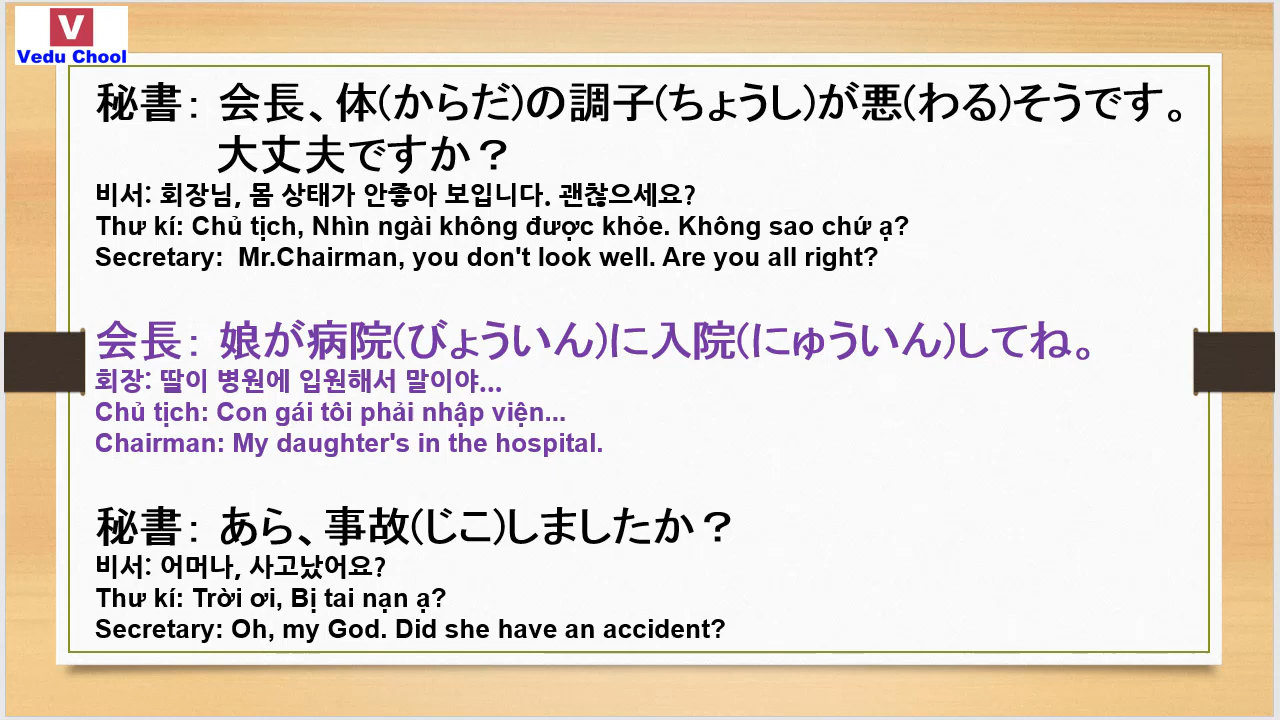 V
Vedu Chool
秘書： 会長、体(からだ)の調子(ちょうし)が悪(わる)そうです。
大丈夫ですか？
비서: 회장님, 몸 상태가 안좋아 보입니다. 괜찮으세요?
Thư kí: Chủ tịch, Nhìn ngài không được khỏe. Không sao chứ ạ?
Secretary:  Mr.Chairman, you don't look well. Are you all right?
会長： 娘が病院(びょういん)に入院(にゅういん)してね。
회장: 딸이 병원에 입원해서 말이야...
Chủ tịch: Con gái tôi phải nhập viện...
Chairman: My daughter's in the hospital.
秘書： あら、事故(じこ)しましたか？
비서: 어머나, 사고났어요?
Thư kí: Trời ơi, Bị tai nạn ạ?
Secretary: Oh, my God. Did she have an accident?